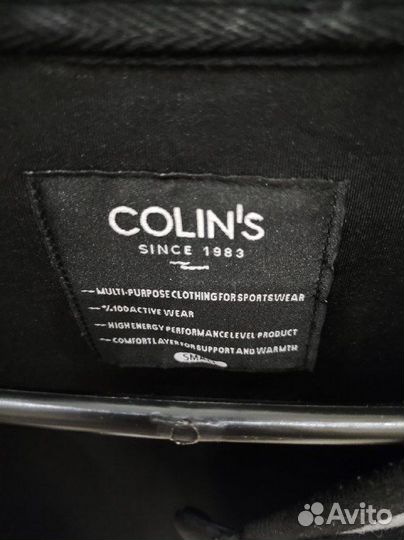 COLIN'S
SINCE 1983
— MULTI-PURPOSE CLOTHING FOR SPORTSWEAR
— %100 ACTIVE WEAR
— HIGH ENERGY PERFORMANCE LEVEL PRODUCT
— COMFORT LAYER FOR SUPPORT AND WARMTH
Avito